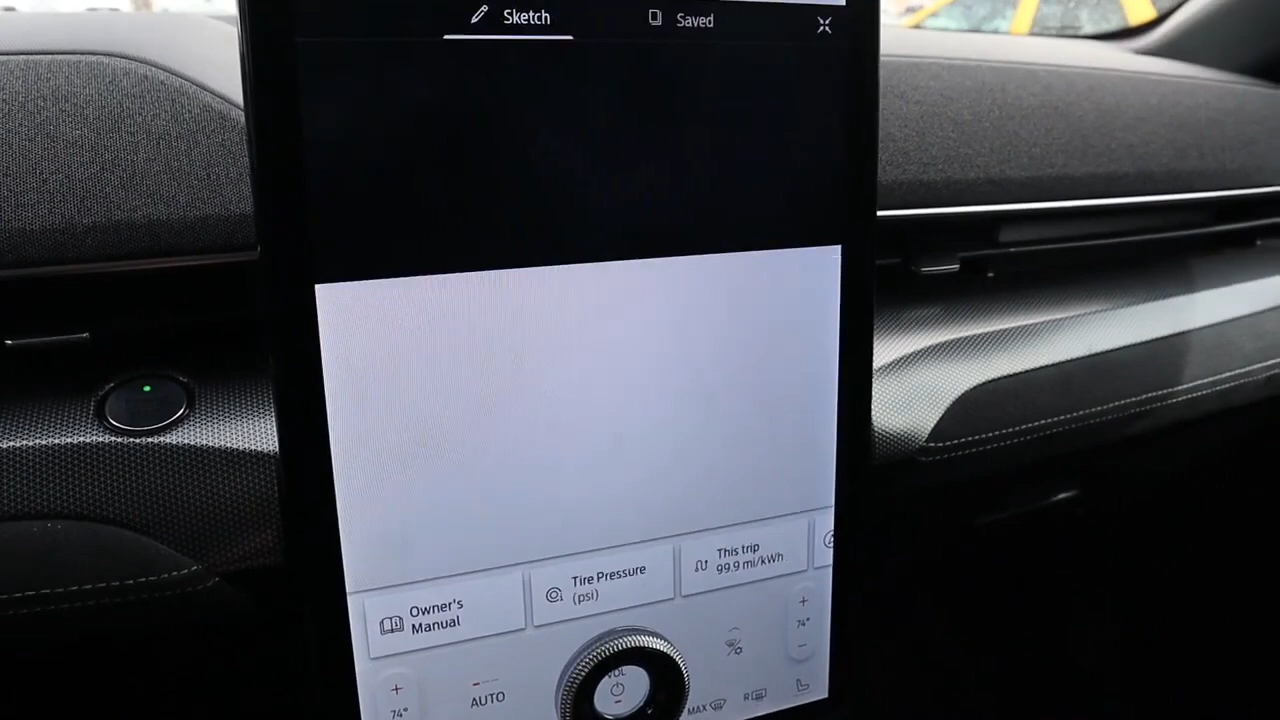 Sketch
Saved
Owner's
Manual
Tire Pressure
(psi)
This trip
99.9 mi/kWh
+
74°
−
+
74°
AUTO
VOL
MAX
R